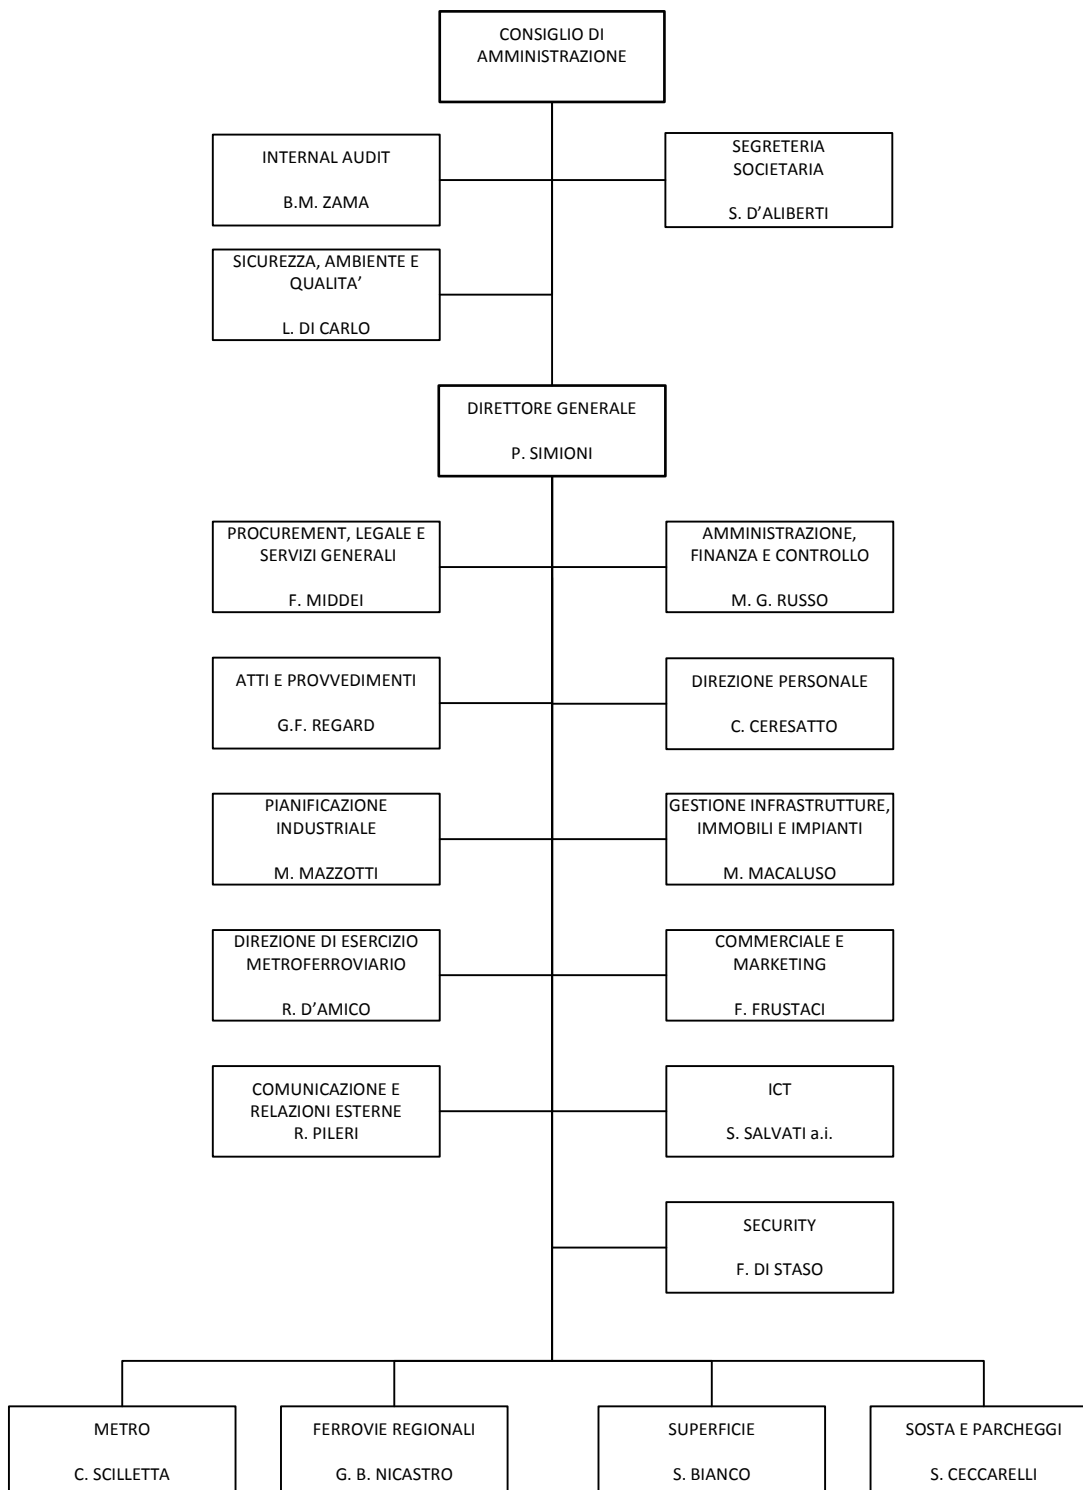 CONSIGLIO DI
AMMINISTRAZIONE
INTERNAL AUDIT
B.M. ZAMA
SEGRETERIA
SOCIETARIA
S. D’ALIBERTI
SICUREZZA, AMBIENTE E
QUALITA’
L. DI CARLO
DIRETTORE GENERALE
P. SIMIONI
PROCUREMENT, LEGALE E
SERVIZI GENERALI
F. MIDDEI
AMMINISTRAZIONE,
FINANZA E CONTROLLO
M. G. RUSSO
ATTI E PROVVEDIMENTI
G.F. REGARD
DIREZIONE PERSONALE
C. CERESATTO
PIANIFICAZIONE
INDUSTRIALE
M. MAZZOTTI
GESTIONE INFRASTRUTTURE,
IMMOBILI E IMPIANTI
M. MACALUSO
DIREZIONE DI ESERCIZIO
METROFERROVIARIO
R. D’AMICO
COMMERCIALE E
MARKETING
F. FRUSTACI
COMUNICAZIONE E
RELAZIONI ESTERNE
R. PILERI
ICT
S. SALVATI a.i.
SECURITY
F. DI STASO
METRO
C. SCILLETTA
FERROVIE REGIONALI
G. B. NICASTRO
SUPERFICIE
S. BIANCO
SOSTA E PARCHEGGI
S. CECCARELLI